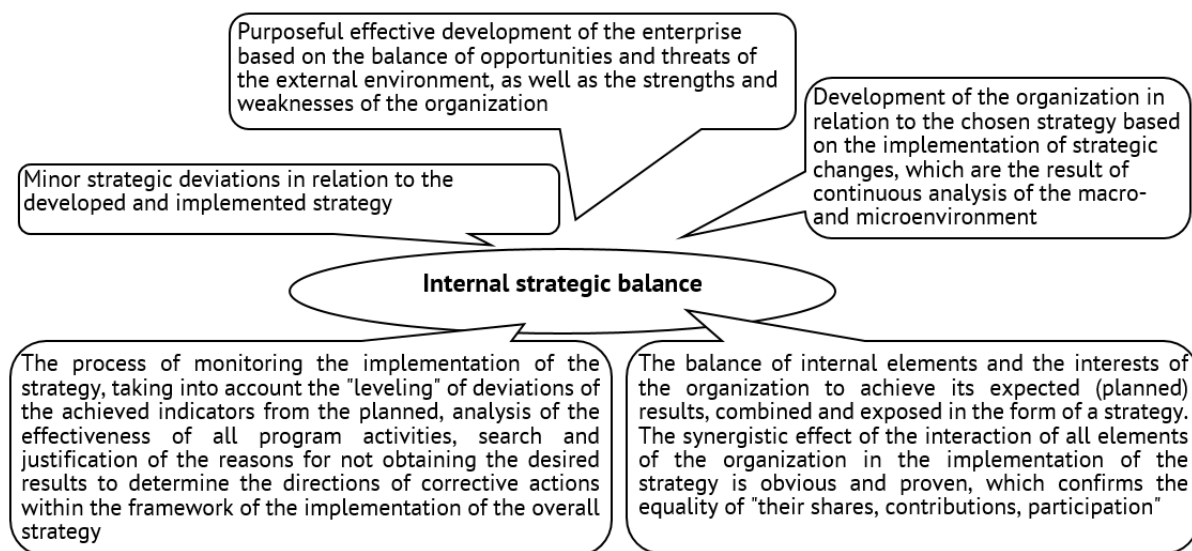 Purposeful effective development of the enterprise
based on the balance of opportunities and threats
of the external environment, as well as the strengths and
weaknesses of the organization
Development of the organization in
relation to the chosen strategy based
on the implementation of strategic
changes, which are the result of
continuous analysis of the macro-
and microenvironment
Minor strategic deviations in relation to the
developed and implemented strategy
Internal strategic balance
The process of monitoring the implementation of the
strategy, taking into account the "leveling" of deviations of
the achieved indicators from the planned, analysis of the
effectiveness of all program activities, search and
justification of the reasons for not obtaining the desired
results to determine the directions of corrective actions
within the framework of the implementation of the overall
strategy
The balance of internal elements and the interests of
the organization to achieve its expected (planned)
results, combined and exposed in the form of a strategy.
The synergistic effect of the interaction of all elements
of the organization in the implementation of the
strategy is obvious and proven, which confirms the
equality of "their shares, contributions, participation"